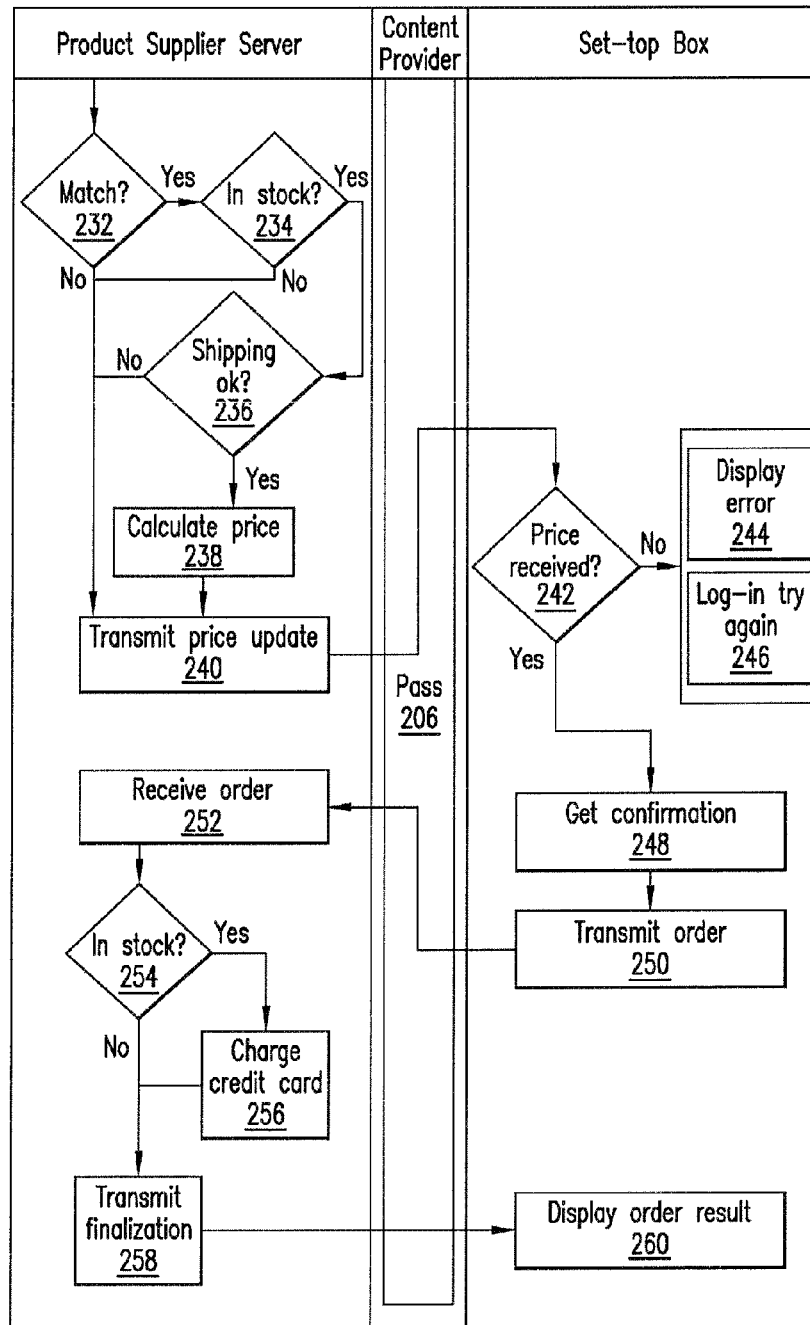 Product Supplier Server
Content
Provider
Set-top Box
Match?
232
Yes
In stock?
234
Yes
No
No
Shipping
ok?
236
No
Yes
Calculate price
238
Transmit price update
240
Pass
206
Price
received?
242
No
Yes
Display
error
244
Log-in try
again
246
Get confirmation
248
Transmit order
250
Receive order
252
In stock?
254
Yes
No
Charge
credit card
256
Transmit
finalization
258
Display order result
260